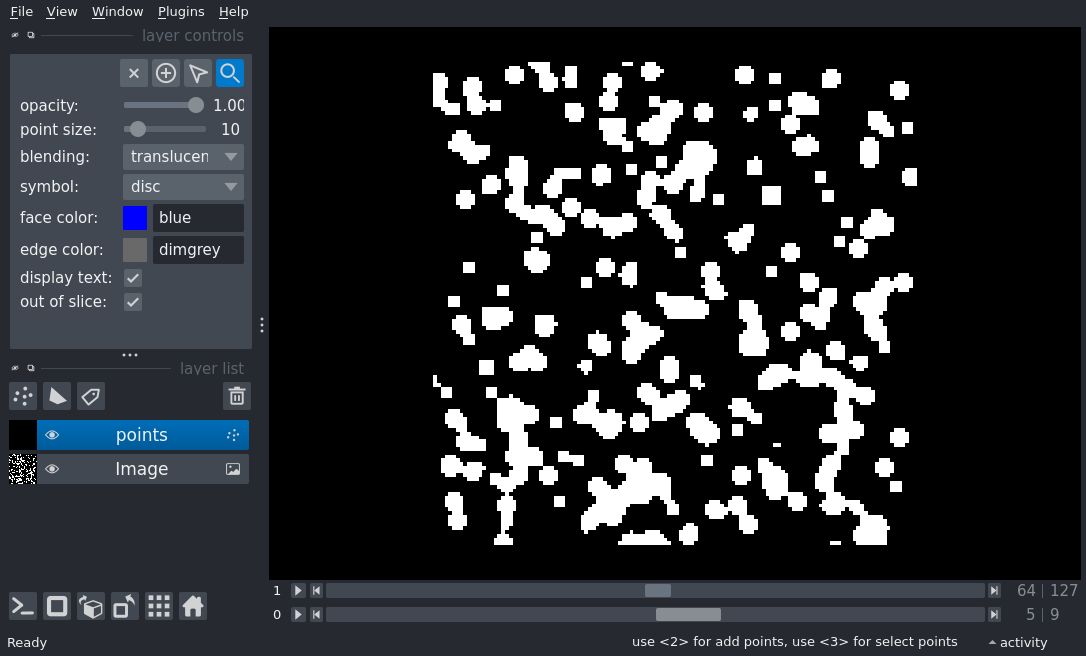 File View Window Plugins Help
layer controls
opacity: 1.00
point size: 10
blending: translucen
symbol: disc
face color: blue
edge color: dimgrey
display text:
out of slice:
layer list
points
Image
1 64 | 127
0 5 | 9
Ready use <2> for add points, use <3> for select points activity